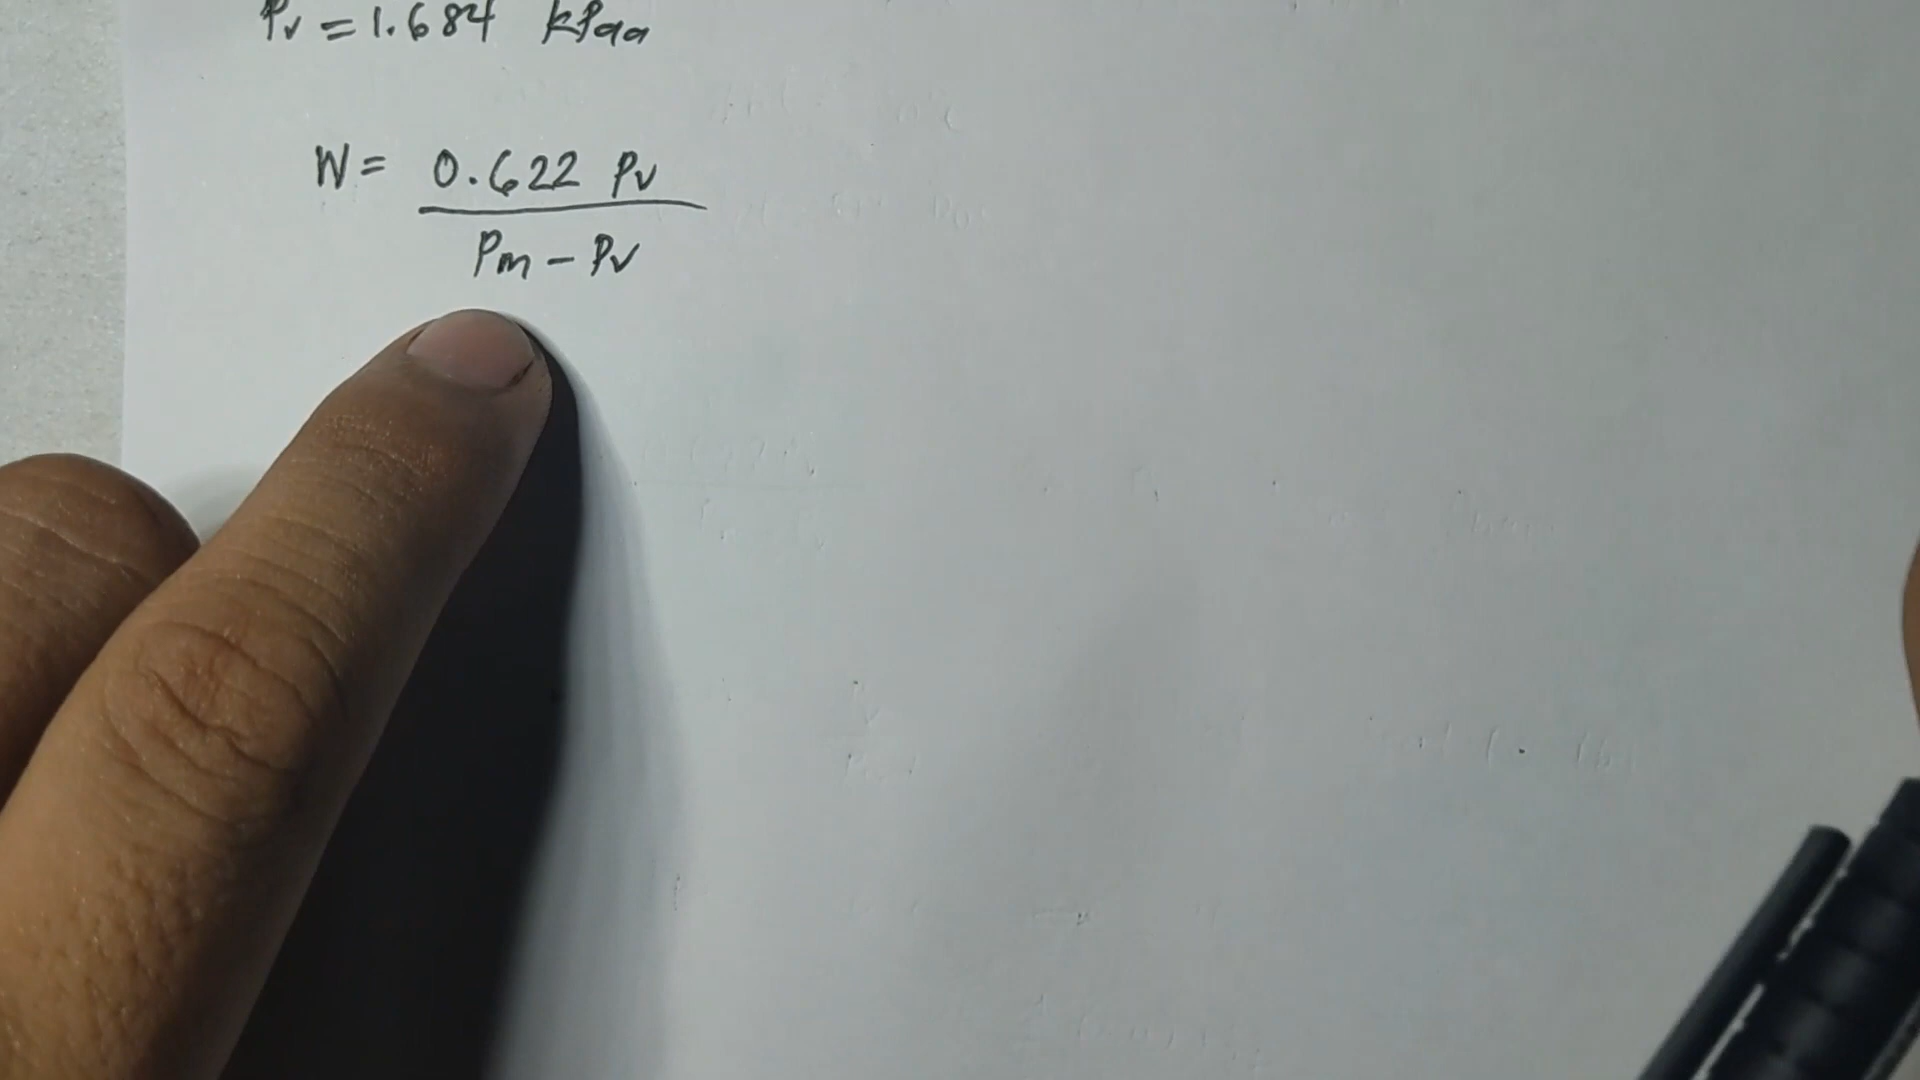 Pv = 1.684 kPaa
W = 0.622 Pv
Pm - Pv